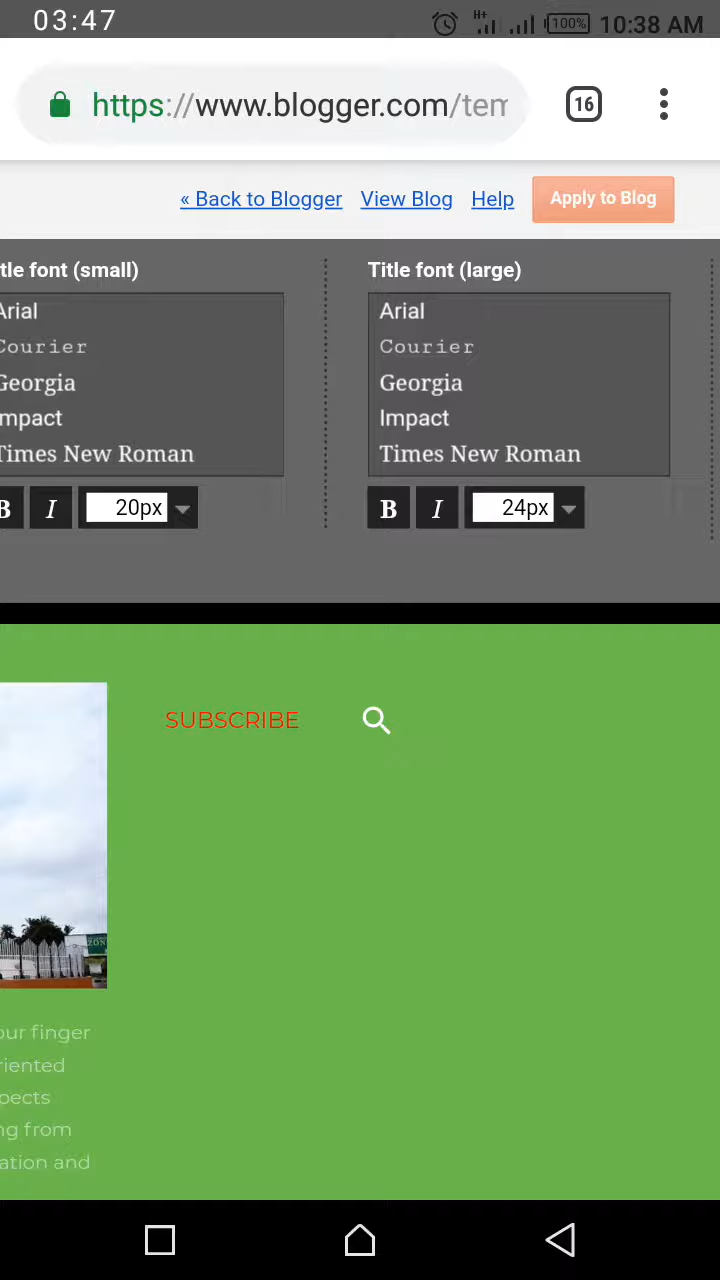 03:47 H+ 100% 10:38 AM
https://www.blogger.com/tem 16
« Back to Blogger View Blog Help Apply to Blog
tle font (small) Title font (large)
Arial Arial
Courier Courier
Georgia Georgia
mpact Impact
Times New Roman Times New Roman
B I 20px B I 24px
SUBSCRIBE
ZON
our finger
riented
pects
ng from
ation and